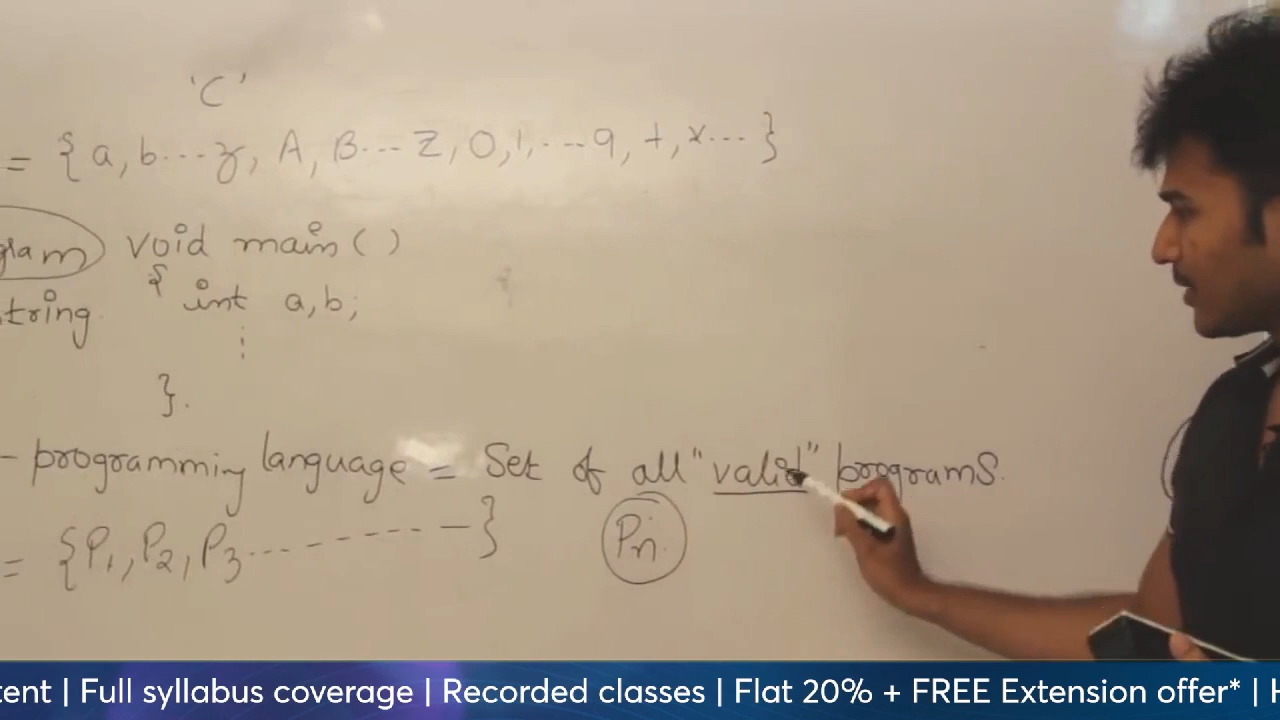 'C'
= {a, b...z, A, B...Z, 0, 1, ...9, +, x...}
gram void main ( )
{ int a, b;
tring
}.
- programming language = Set of all "valid" programs.
= {P1, P2, P3 ......... -} Pn
tent | Full syllabus coverage | Recorded classes | Flat 20% + FREE Extension offer* | H